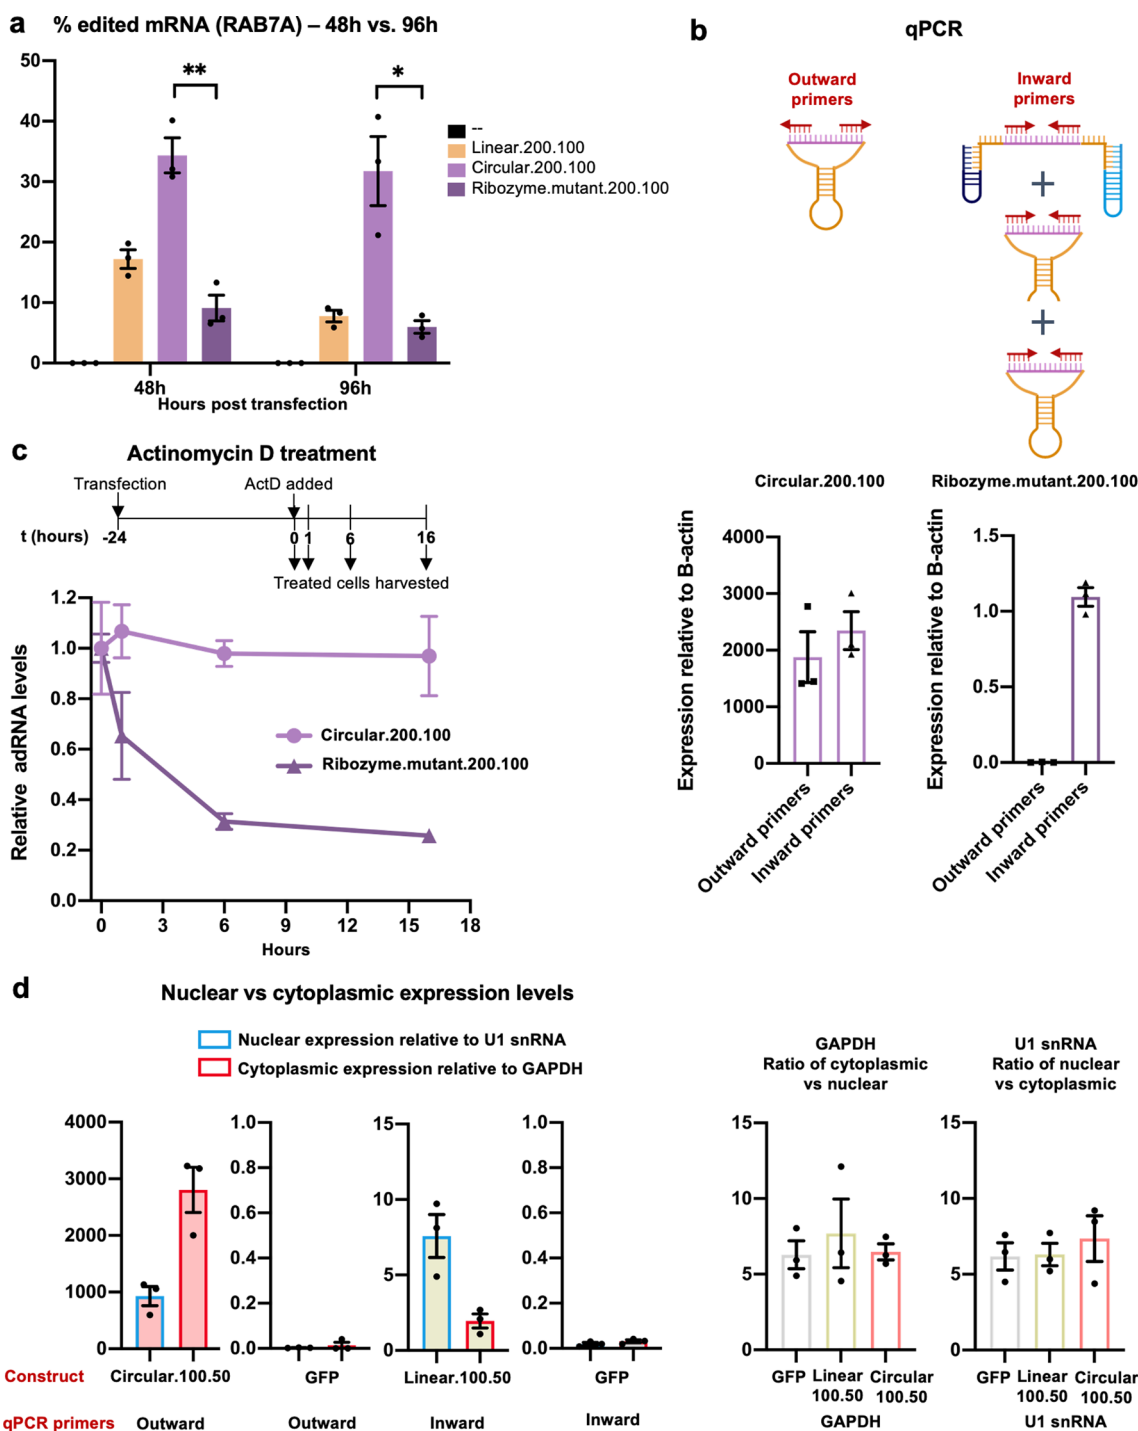 a % edited mRNA (RAB7A) – 48h vs. 96h
50
40
30
20
10
0
** *
--
Linear.200.100
Circular.200.100
Ribozyme.mutant.200.100
48h 96h
Hours post transfection
b qPCR
Outward
primers
Inward
primers
+
+
Circular.200.100
Ribozyme.mutant.200.100
Expression relative to B-actin
4000
3000
2000
1000
0
Outward primers
Inward primers
Expression relative to B-actin
1.5
1.0
0.5
0.0
Outward primers
Inward primers
c Actinomycin D treatment
Transfection ActD added
t (hours) -24 0 1 6 16
Treated cells harvested
Relative adRNA levels
1.2
1.0
0.8
0.6
0.4
0.2
0.0
Circular.200.100
Ribozyme.mutant.200.100
0 3 6 9 12 15 18
Hours
d Nuclear vs cytoplasmic expression levels
Nuclear expression relative to U1 snRNA
Cytoplasmic expression relative to GAPDH
4000
3000
2000
1000
0
1.0
0.8
0.6
0.4
0.2
0.0
15
10
5
0
1.0
0.8
0.6
0.4
0.2
0.0
Construct Circular.100.50 GFP Linear.100.50 GFP
qPCR primers Outward Outward Inward Inward
GAPDH
Ratio of cytoplasmic
vs nuclear
15
10
5
0
GFP Linear Circular
100.50 100.50
GAPDH
U1 snRNA
Ratio of nuclear
vs cytoplasmic
15
10
5
0
GFP Linear Circular
100.50 100.50
U1 snRNA